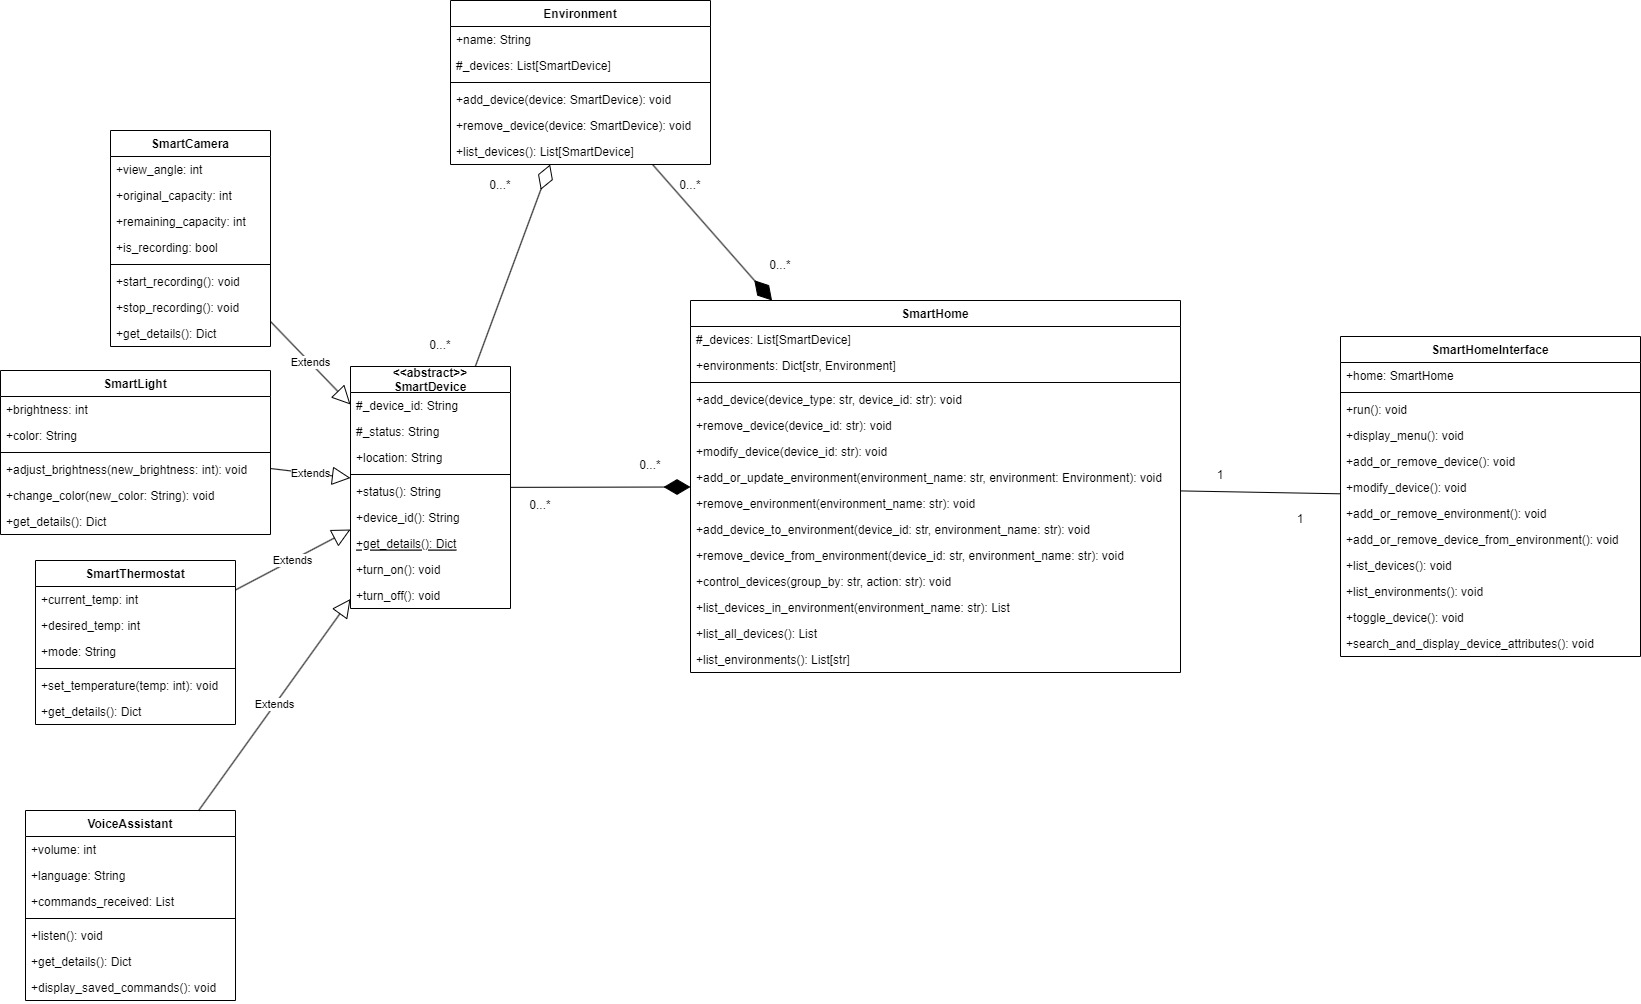 Environment
+name: String
#_devices: List[SmartDevice]
+add_device(device: SmartDevice): void
+remove_device(device: SmartDevice): void
+list_devices(): List[SmartDevice]
0...*
0...*
0...*
0...*
SmartCamera
+view_angle: int
+original_capacity: int
+remaining_capacity: int
+is_recording: bool
+start_recording(): void
+stop_recording(): void
+get_details(): Dict
Extends
SmartLight
+brightness: int
+color: String
+adjust_brightness(new_brightness: int): void
+change_color(new_color: String): void
+get_details(): Dict
Extends
SmartThermostat
+current_temp: int
+desired_temp: int
+mode: String
+set_temperature(temp: int): void
+get_details(): Dict
Extends
VoiceAssistant
+volume: int
+language: String
+commands_received: List
+listen(): void
+get_details(): Dict
+display_saved_commands(): void
Extends
<<abstract>>
SmartDevice
#_device_id: String
#_status: String
+location: String
+status(): String
+device_id(): String
+get_details(): Dict
+turn_on(): void
+turn_off(): void
0...*
0...*
SmartHome
#_devices: List[SmartDevice]
+environments: Dict[str, Environment]
+add_device(device_type: str, device_id: str): void
+remove_device(device_id: str): void
+modify_device(device_id: str): void
+add_or_update_environment(environment_name: str, environment: Environment): void
+remove_environment(environment_name: str): void
+add_device_to_environment(device_id: str, environment_name: str): void
+remove_device_from_environment(device_id: str, environment_name: str): void
+control_devices(group_by: str, action: str): void
+list_devices_in_environment(environment_name: str): List
+list_all_devices(): List
+list_environments(): List[str]
1
1
SmartHomeInterface
+home: SmartHome
+run(): void
+display_menu(): void
+add_or_remove_device(): void
+modify_device(): void
+add_or_remove_environment(): void
+add_or_remove_device_from_environment(): void
+list_devices(): void
+list_environments(): void
+toggle_device(): void
+search_and_display_device_attributes(): void